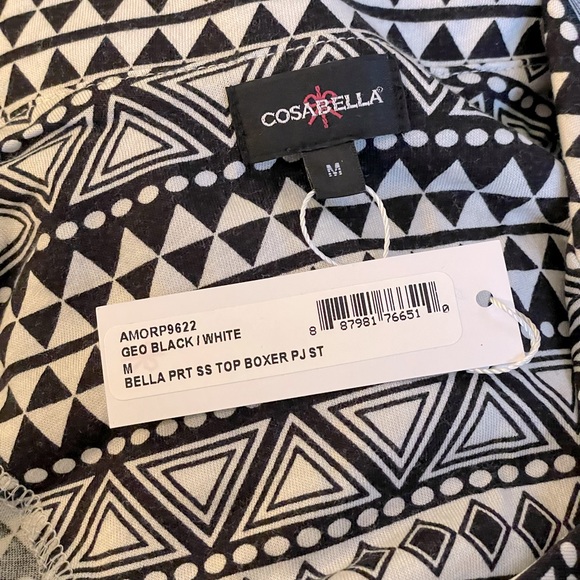 COSABELLA®
M
AMORP9622
GEO BLACK / WHITE
M
BELLA PRT SS TOP BOXER PJ ST
8 87981 76651 0